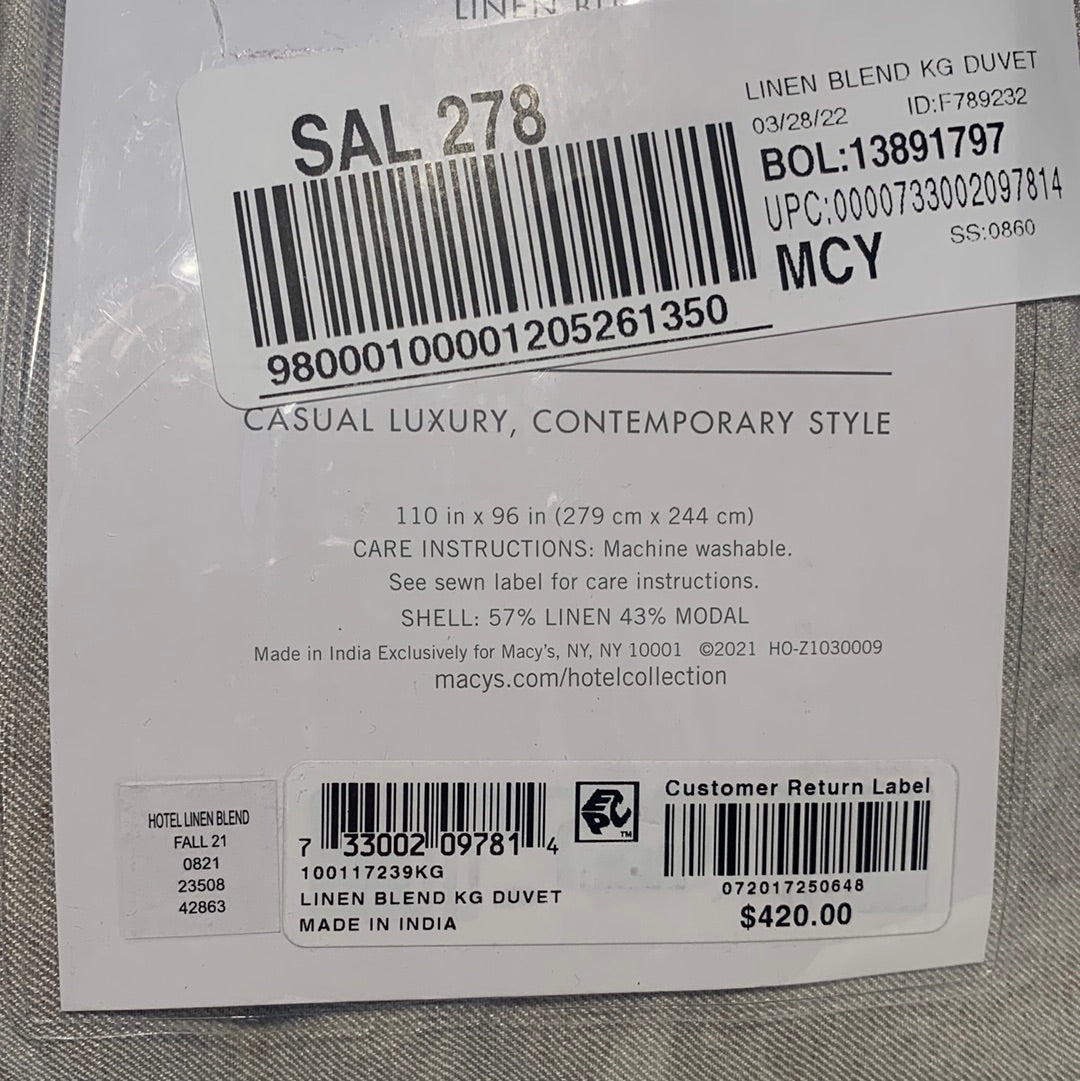 LINEN
SAL 278
LINEN BLEND KG DUVET
03/28/22 ID:F789232
BOL:13891797
UPC:0000733002097814
MCY SS:0860
98000100001205261350
CASUAL LUXURY, CONTEMPORARY STYLE
110 in x 96 in (279 cm x 244 cm)
CARE INSTRUCTIONS: Machine washable.
See sewn label for care instructions.
SHELL: 57% LINEN 43% MODAL
Made in India Exclusively for Macy's, NY, NY 10001 ©2021 HO-Z1030009
macys.com/hotelcollection
HOTEL LINEN BLEND
FALL 21
0821
23508
42863
7 33002 09781 4
100117239KG
LINEN BLEND KG DUVET
MADE IN INDIA
EPC TM
Customer Return Label
072017250648
$420.00